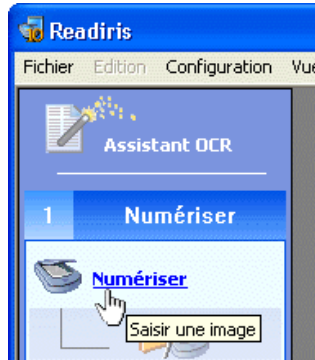 Readiris
Fichier Edition Configuration Vue
Assistant OCR
1 Numériser
Numériser
Saisir une image